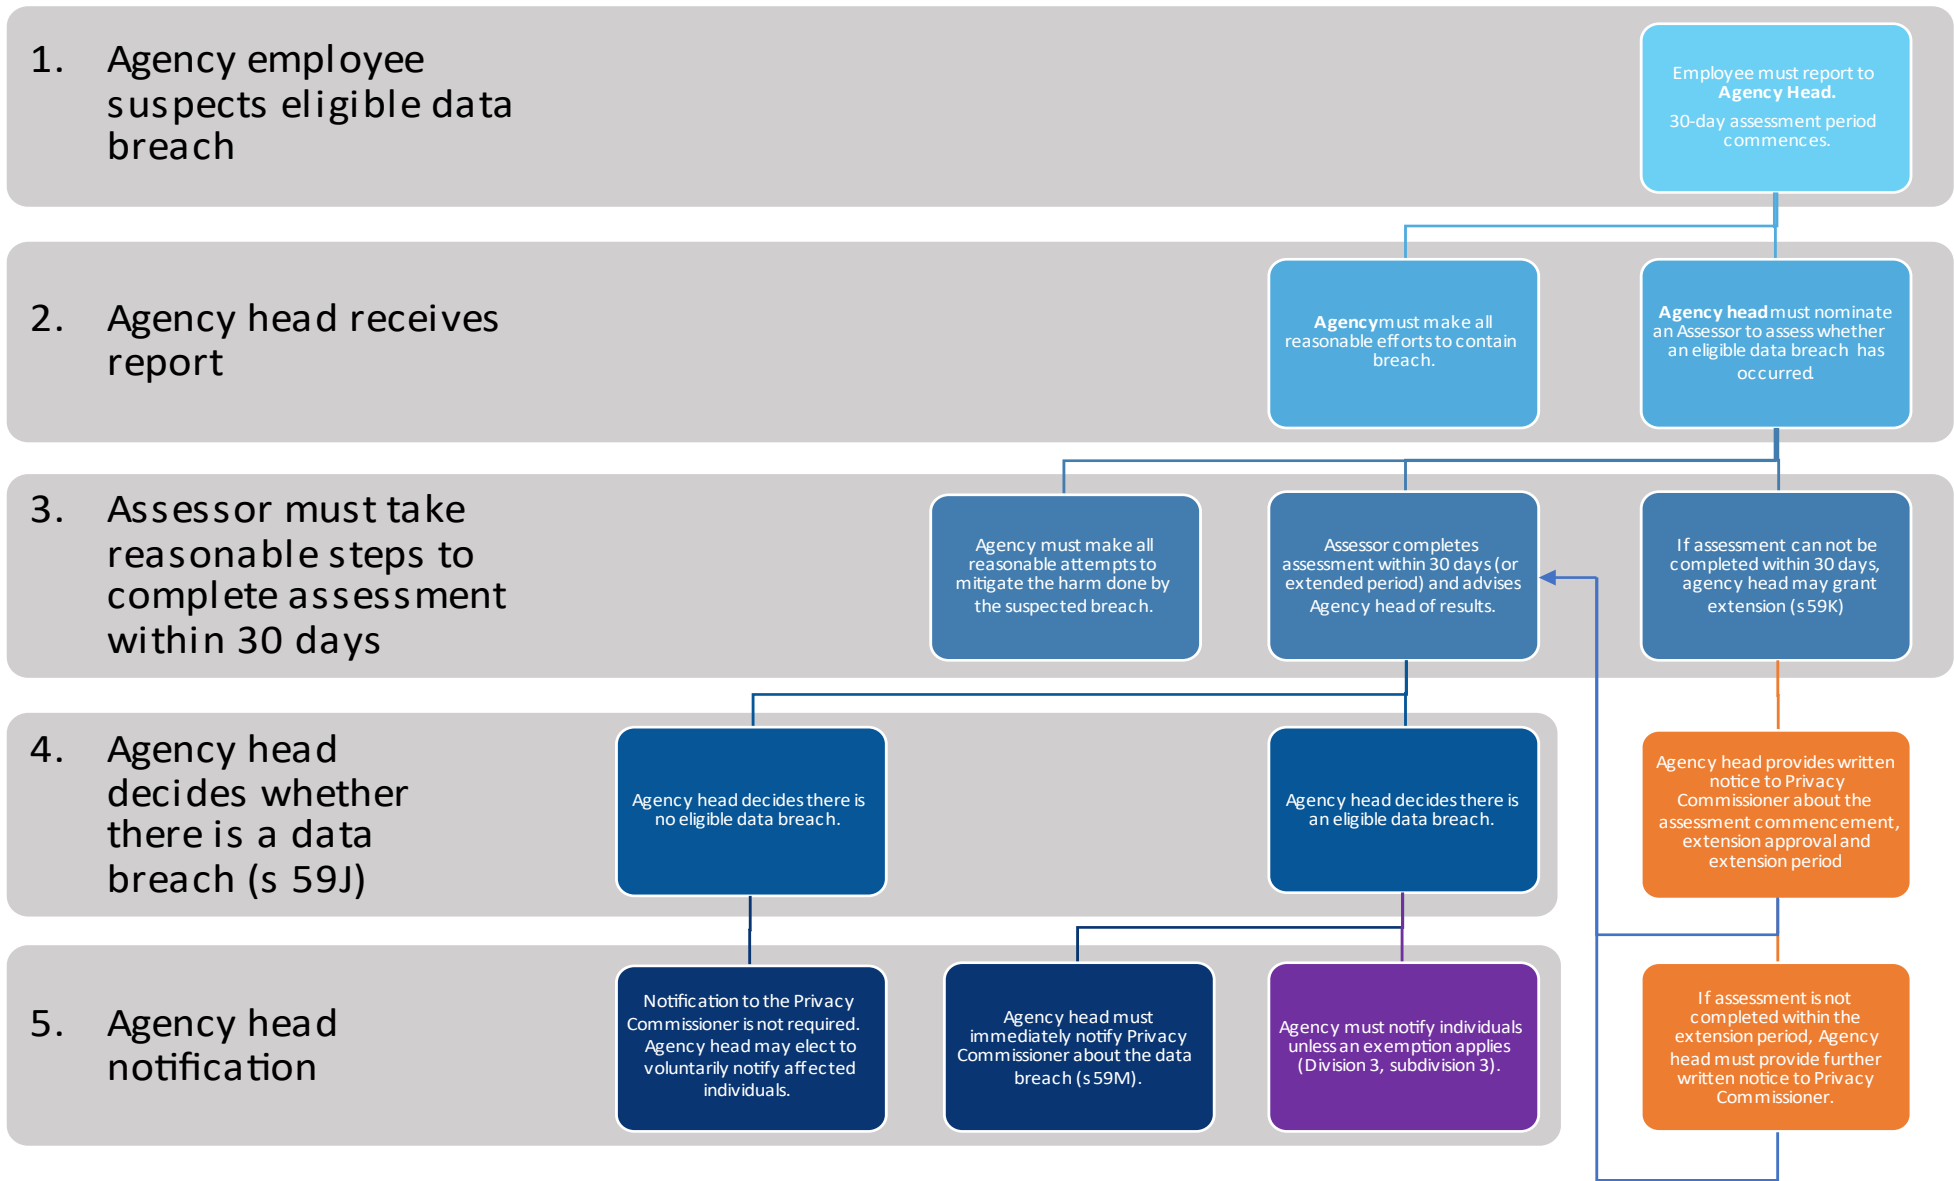 1. Agency employee
suspects eligible data
breach
Employee must report to
Agency Head.
30-day assessment period
commences.
2. Agency head receives
report
Agency must make all
reasonable efforts to contain
breach.
Agency head must nominate
an Assessor to assess whether
an eligible data breach has
occurred.
3. Assessor must take
reasonable steps to
complete assessment
within 30 days
Agency must make all
reasonable attempts to
mitigate the harm done by
the suspected breach.
Assessor completes
assessment within 30 days (or
extended period) and advises
Agency head of results.
If assessment can not be
completed within 30 days,
agency head may grant
extension (s 59K)
4. Agency head
decides whether
there is a data
breach (s 59J)
Agency head decides there is
no eligible data breach.
Agency head decides there is
an eligible data breach.
Agency head provides written
notice to Privacy
Commissioner about the
assessment commencement,
extension approval and
extension period
5. Agency head
notification
Notification to the Privacy
Commissioner is not required.
Agency head may elect to
voluntarily notify affected
individuals.
Agency head must
immediately notify Privacy
Commissioner about the data
breach (s 59M).
Agency must notify individuals
unless an exemption applies
(Division 3, subdivision 3).
If assessment is not
completed within the
extension period, Agency
head must provide further
written notice to Privacy
Commissioner.